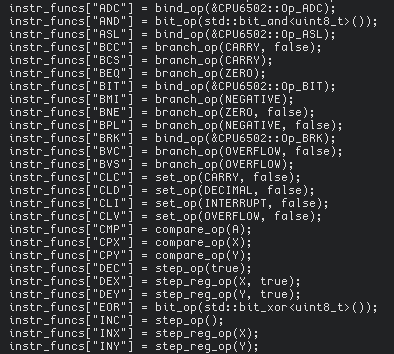 instr_funcs["ADC"] = bind_op(&CPU6502::Op_ADC);
instr_funcs["AND"] = bit_op(std::bit_and<uint8_t>());
instr_funcs["ASL"] = bind_op(&CPU6502::Op_ASL);
instr_funcs["BCC"] = branch_op(CARRY, false);
instr_funcs["BCS"] = branch_op(CARRY);
instr_funcs["BEQ"] = branch_op(ZERO);
instr_funcs["BIT"] = bind_op(&CPU6502::Op_BIT);
instr_funcs["BMI"] = branch_op(NEGATIVE);
instr_funcs["BNE"] = branch_op(ZERO, false);
instr_funcs["BPL"] = branch_op(NEGATIVE, false);
instr_funcs["BRK"] = bind_op(&CPU6502::Op_BRK);
instr_funcs["BVC"] = branch_op(OVERFLOW, false);
instr_funcs["BVS"] = branch_op(OVERFLOW);
instr_funcs["CLC"] = set_op(CARRY, false);
instr_funcs["CLD"] = set_op(DECIMAL, false);
instr_funcs["CLI"] = set_op(INTERRUPT, false);
instr_funcs["CLV"] = set_op(OVERFLOW, false);
instr_funcs["CMP"] = compare_op(A);
instr_funcs["CPX"] = compare_op(X);
instr_funcs["CPY"] = compare_op(Y);
instr_funcs["DEC"] = step_op(true);
instr_funcs["DEX"] = step_reg_op(X, true);
instr_funcs["DEY"] = step_reg_op(Y, true);
instr_funcs["EOR"] = bit_op(std::bit_xor<uint8_t>());
instr_funcs["INC"] = step_op();
instr_funcs["INX"] = step_reg_op(X);
instr_funcs["INY"] = step_reg_op(Y);